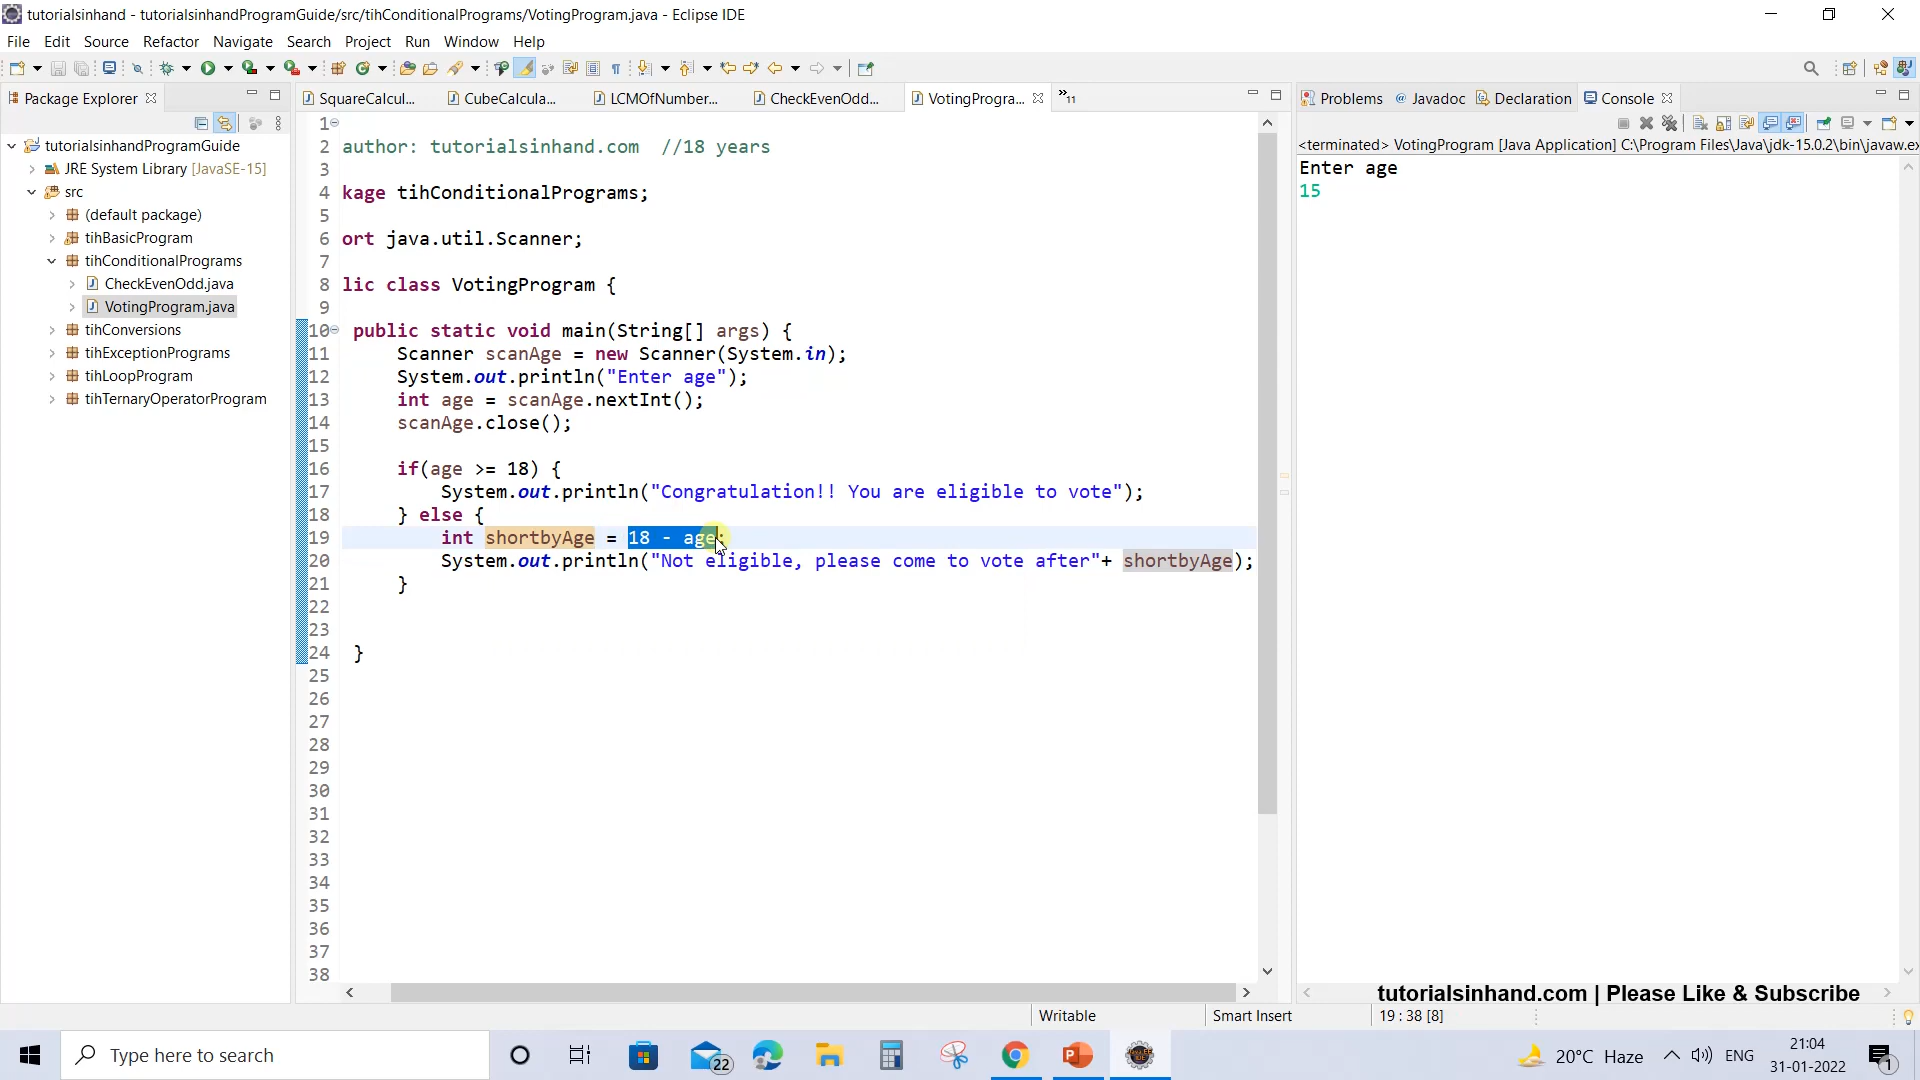 tutorialsinhand - tutorialsinhandProgramGuide/src/tihConditionalPrograms/VotingProgram.java - Eclipse IDE
File Edit Source Refactor Navigate Search Project Run Window Help
Package Explorer
tutorialsinhandProgramGuide
JRE System Library [JavaSE-15]
src
(default package)
tihBasicProgram
tihConditionalPrograms
CheckEvenOdd.java
VotingProgram.java
tihConversions
tihExceptionPrograms
tihLoopProgram
tihTernaryOperatorProgram
SquareCalcul... CubeCalcula... LCMOfNumber... CheckEvenOdd... VotingProgra... »11
1
2 author: tutorialsinhand.com //18 years
3
4 kage tihConditionalPrograms;
5
6 ort java.util.Scanner;
7
8 lic class VotingProgram {
9
10 public static void main(String[] args) {
11 Scanner scanAge = new Scanner(System.in);
12 System.out.println("Enter age");
13 int age = scanAge.nextInt();
14 scanAge.close();
15
16 if(age >= 18) {
17 System.out.println("Congratulation!! You are eligible to vote");
18 } else {
19 int shortbyAge = 18 - age;
20 System.out.println("Not eligible, please come to vote after"+ shortbyAge);
21 }
22
23
24 }
25
26
27
28
29
30
31
32
33
34
35
36
37
38
Problems @ Javadoc Declaration Console
<terminated> VotingProgram [Java Application] C:\Program Files\Java\jdk-15.0.2\bin\javaw.ex
Enter age
15
tutorialsinhand.com | Please Like & Subscribe
Writable Smart Insert 19 : 38 [8]
Type here to search
22
20°C Haze
ENG
21:04
31-01-2022
1